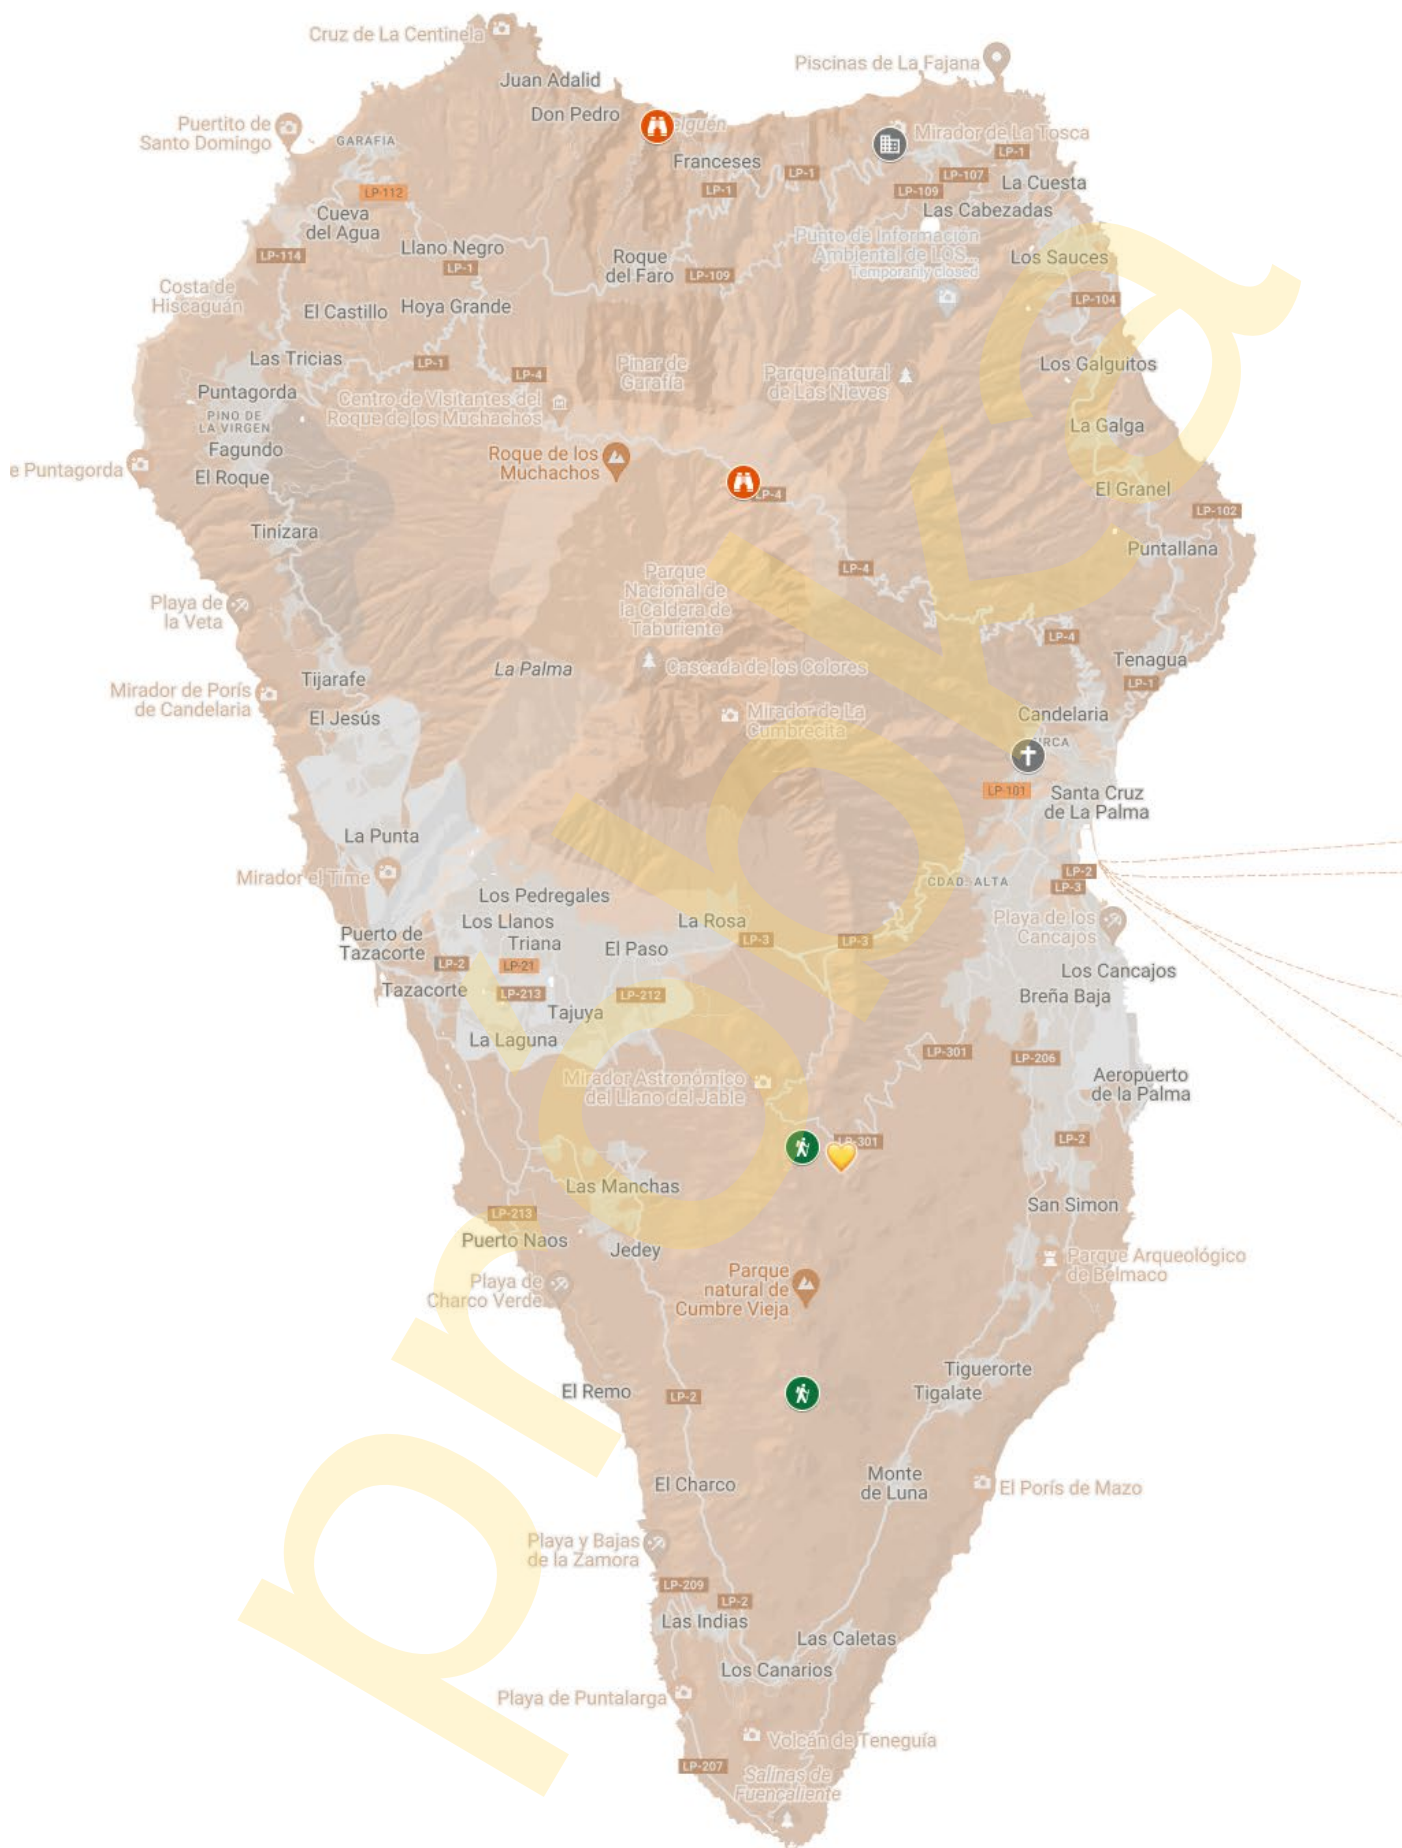 Cruz de La Centinela
Piscinas de La Fajana
Juan Adalid
Don Pedro
Puertito de
Santo Domingo
GARAFIA
Mirador de La Tosca
LP-1
Franceses
LP-1
LP-1
LP-107
LP-109
La Cuesta
LP-112
Cueva
del Agua
Las Cabezadas
Llano Negro
Punto de Información
Ambiental de LOS...
Temporarily closed
LP-114
LP-1
Roque
del Faro
LP-109
Los Sauces
Costa de
Hiscaguán
El Castillo
Hoya Grande
LP-104
Las Tricias
LP-1
LP-4
Pinar de
Garafía
Parque natural
de Las Nieves
Los Galguitos
Puntagorda
PINO DE
LA VIRGEN
Centro de Visitantes del
Roque de los Muchachos
La Galga
Fagundo
e Puntagorda
El Roque
Roque de los
Muchachos
LP-4
El Granel
LP-102
Tinízara
Puntallana
LP-4
Parque
Nacional de
la Caldera de
Taburiente
Playa de
la Veta
LP-4
Tenagua
La Palma
Cascada de los Colores
Tijarafe
LP-1
Mirador de Porís
de Candelaria
El Jesús
Mirador de La
Cumbrecita
Candelaria
LP-101
Santa Cruz
de La Palma
La Punta
Mirador el Time
LP-2
LP-3
CDAD. ALTA
Los Pedregales
Los Llanos
La Rosa
Playa de los
Cancajos
Puerto de
Tazacorte
Triana
El Paso
LP-3
LP-3
LP-2
LP-21
Los Cancajos
Tazacorte
LP-213
LP-212
Breña Baja
Tajuya
La Laguna
LP-301
LP-206
Mirador Astronómico
del Llano del Jable
Aeropuerto
de la Palma
LP-301
LP-2
Las Manchas
LP-213
San Simon
Puerto Naos
Jedey
Parque Arqueológico
de Belmaco
Playa de
Charco Verde
Parque
natural de
Cumbre Vieja
Tiguerorte
El Remo
LP-2
Tigalate
El Charco
Monte
de Luna
El Porís de Mazo
Playa y Bajas
de la Zamora
LP-209
LP-2
Las Indias
Las Caletas
Los Canarios
Playa de Puntalarga
Volcán de Teneguía
LP-207
Salinas de
Fuencaliente
pročka